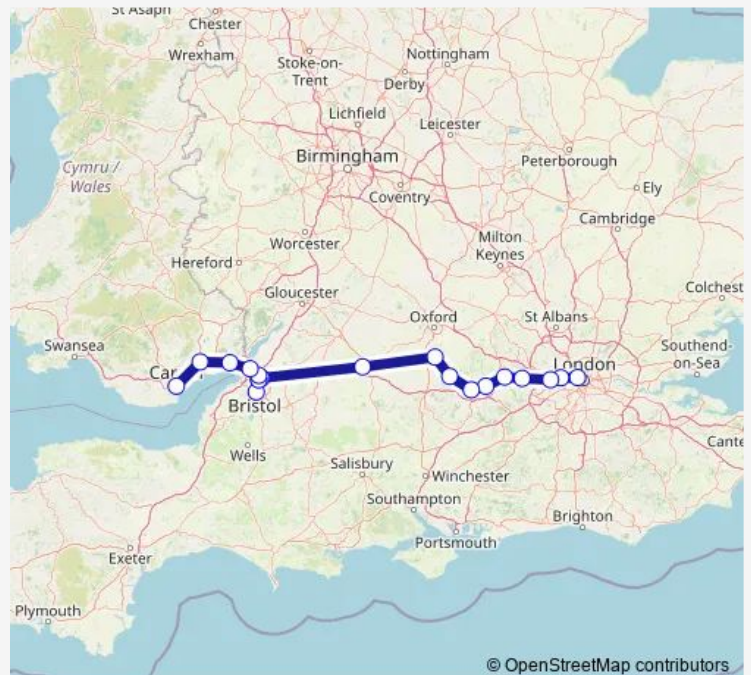 St Asaph
Chester
Wrexham
Stoke-on-
Trent
Nottingham
Derby
Lichfield
Leicester
Birmingham
Peterborough
Cymru /
Wales
Coventry
Ely
Cambridge
Worcester
Milton
Keynes
Hereford
Gloucester
Colchest
Oxford
St Albans
Swansea
London
Southend-
on-Sea
Bristol
Cante
Wells
Salisbury
Winchester
Southampton
Brighton
Portsmouth
Exeter
Plymouth
© OpenStreetMap contributors